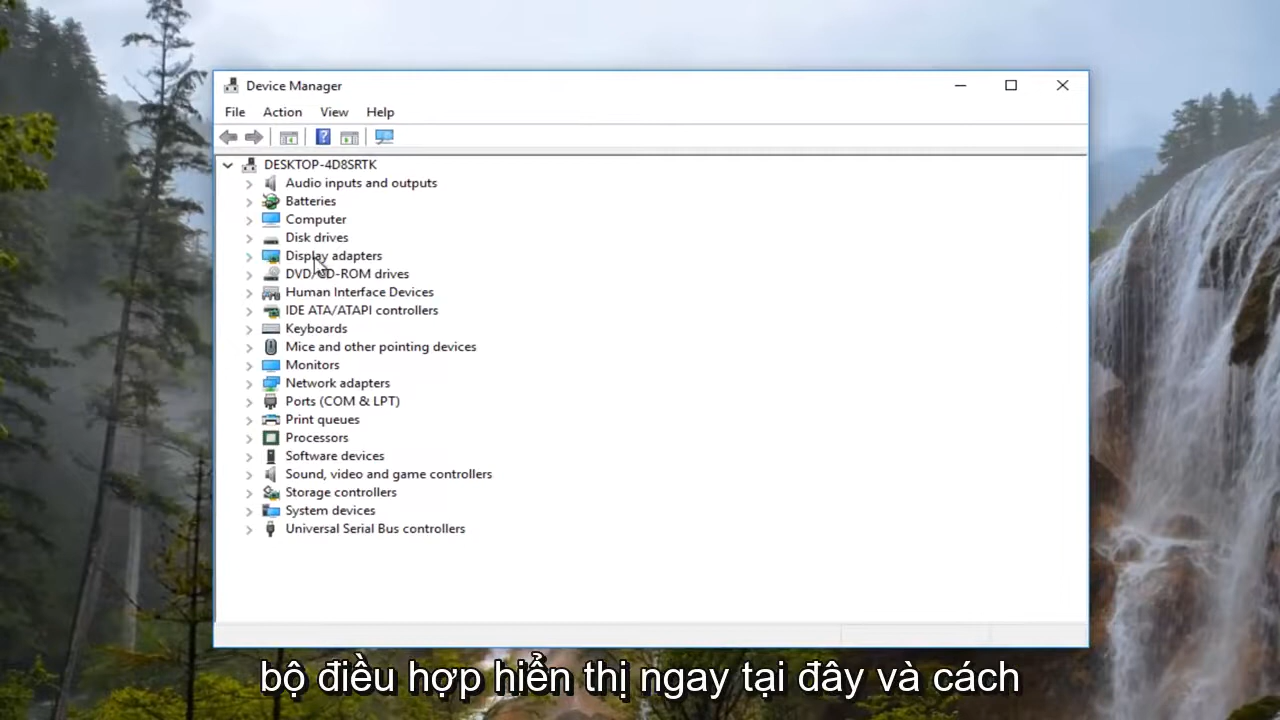 Device Manager
File Action View Help
DESKTOP-4D8SRTK
Audio inputs and outputs
Batteries
Computer
Disk drives
Display adapters
DVD/CD-ROM drives
Human Interface Devices
IDE ATA/ATAPI controllers
Keyboards
Mice and other pointing devices
Monitors
Network adapters
Ports (COM & LPT)
Print queues
Processors
Software devices
Sound, video and game controllers
Storage controllers
System devices
Universal Serial Bus controllers
bộ điều hợp hiển thị ngay tại đây và cách